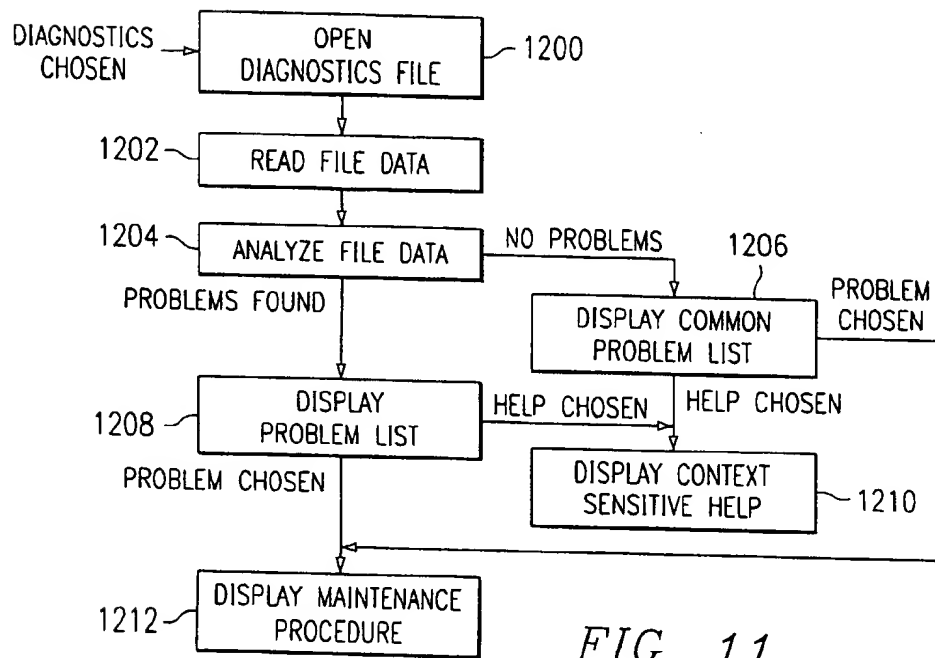 DIAGNOSTICS
CHOSEN
OPEN
DIAGNOSTICS FILE
1200
1202
READ FILE DATA
1204
ANALYZE FILE DATA
NO PROBLEMS
1206
PROBLEMS FOUND
DISPLAY COMMON
PROBLEM LIST
PROBLEM
CHOSEN
1208
DISPLAY
PROBLEM LIST
HELP CHOSEN
HELP CHOSEN
PROBLEM CHOSEN
DISPLAY CONTEXT
SENSITIVE HELP
1210
1212
DISPLAY MAINTENANCE
PROCEDURE
FIG. 11